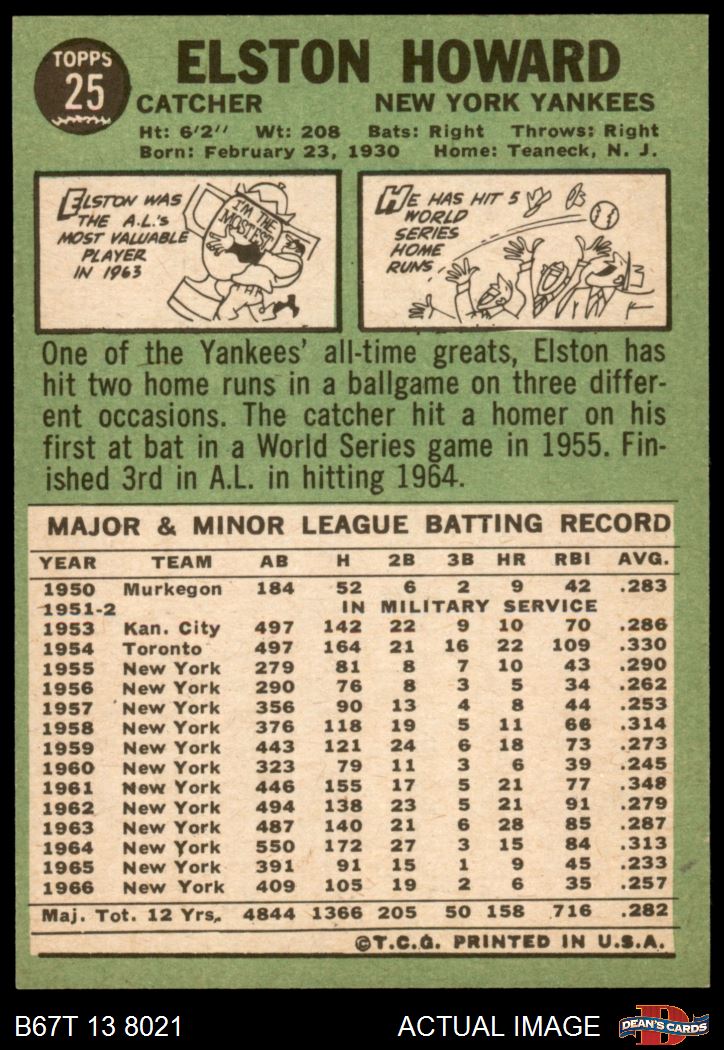 TOPPS
25
ELSTON HOWARD
CATCHER NEW YORK YANKEES
Ht: 6'2" Wt: 208 Bats: Right Throws: Right
Born: February 23, 1930 Home: Teaneck, N. J.
ELSTON WAS
THE A.L.'s
MOST VALUABLE
PLAYER
IN 1963
I'M THE
MOSTEST
HE HAS HIT 5
WORLD
SERIES
HOME
RUNS
One of the Yankees' all-time greats, Elston has
hit two home runs in a ballgame on three differ-
ent occasions. The catcher hit a homer on his
first at bat in a World Series game in 1955. Fin-
ished 3rd in A.L. in hitting 1964.
MAJOR & MINOR LEAGUE BATTING RECORD
YEAR TEAM AB H 2B 3B HR RBI AVG.
1950 Murkegon 184 52 6 2 9 42 .283
1951-2 IN MILITARY SERVICE
1953 Kan. City 497 142 22 9 10 70 .286
1954 Toronto 497 164 21 16 22 109 .330
1955 New York 279 81 8 7 10 43 .290
1956 New York 290 76 8 3 5 34 .262
1957 New York 356 90 13 4 8 44 .253
1958 New York 376 118 19 5 11 66 .314
1959 New York 443 121 24 6 18 73 .273
1960 New York 323 79 11 3 6 39 .245
1961 New York 446 155 17 5 21 77 .348
1962 New York 494 138 23 5 21 91 .279
1963 New York 487 140 21 6 28 85 .287
1964 New York 550 172 27 3 15 84 .313
1965 New York 391 91 15 1 9 45 .233
1966 New York 409 105 19 2 6 35 .257
Maj. Tot. 12 Yrs. 4844 1366 205 50 158 716 .282
©T.C.G. PRINTED IN U.S.A.
B67T 13 8021 ACTUAL IMAGE
D
DEAN'S CARDS